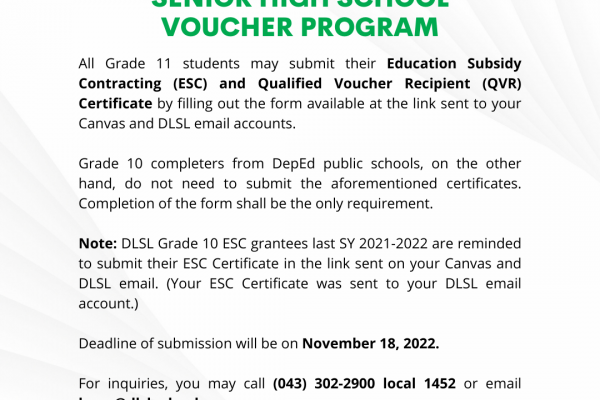 SENIOR HIGH SCHOOL
VOUCHER PROGRAM
All Grade 11 students may submit their Education Subsidy
Contracting (ESC) and Qualified Voucher Recipient (QVR)
Certificate by filling out the form available at the link sent to your
Canvas and DLSL email accounts.
Grade 10 completers from DepEd public schools, on the other
hand, do not need to submit the aforementioned certificates.
Completion of the form shall be the only requirement.
Note: DLSL Grade 10 ESC grantees last SY 2021-2022 are reminded
to submit their ESC Certificate in the link sent on your Canvas and
DLSL email. (Your ESC Certificate was sent to your DLSL email
account.)
Deadline of submission will be on November 18, 2022.
For inquiries, you may call (043) 302-2900 local 1452 or email